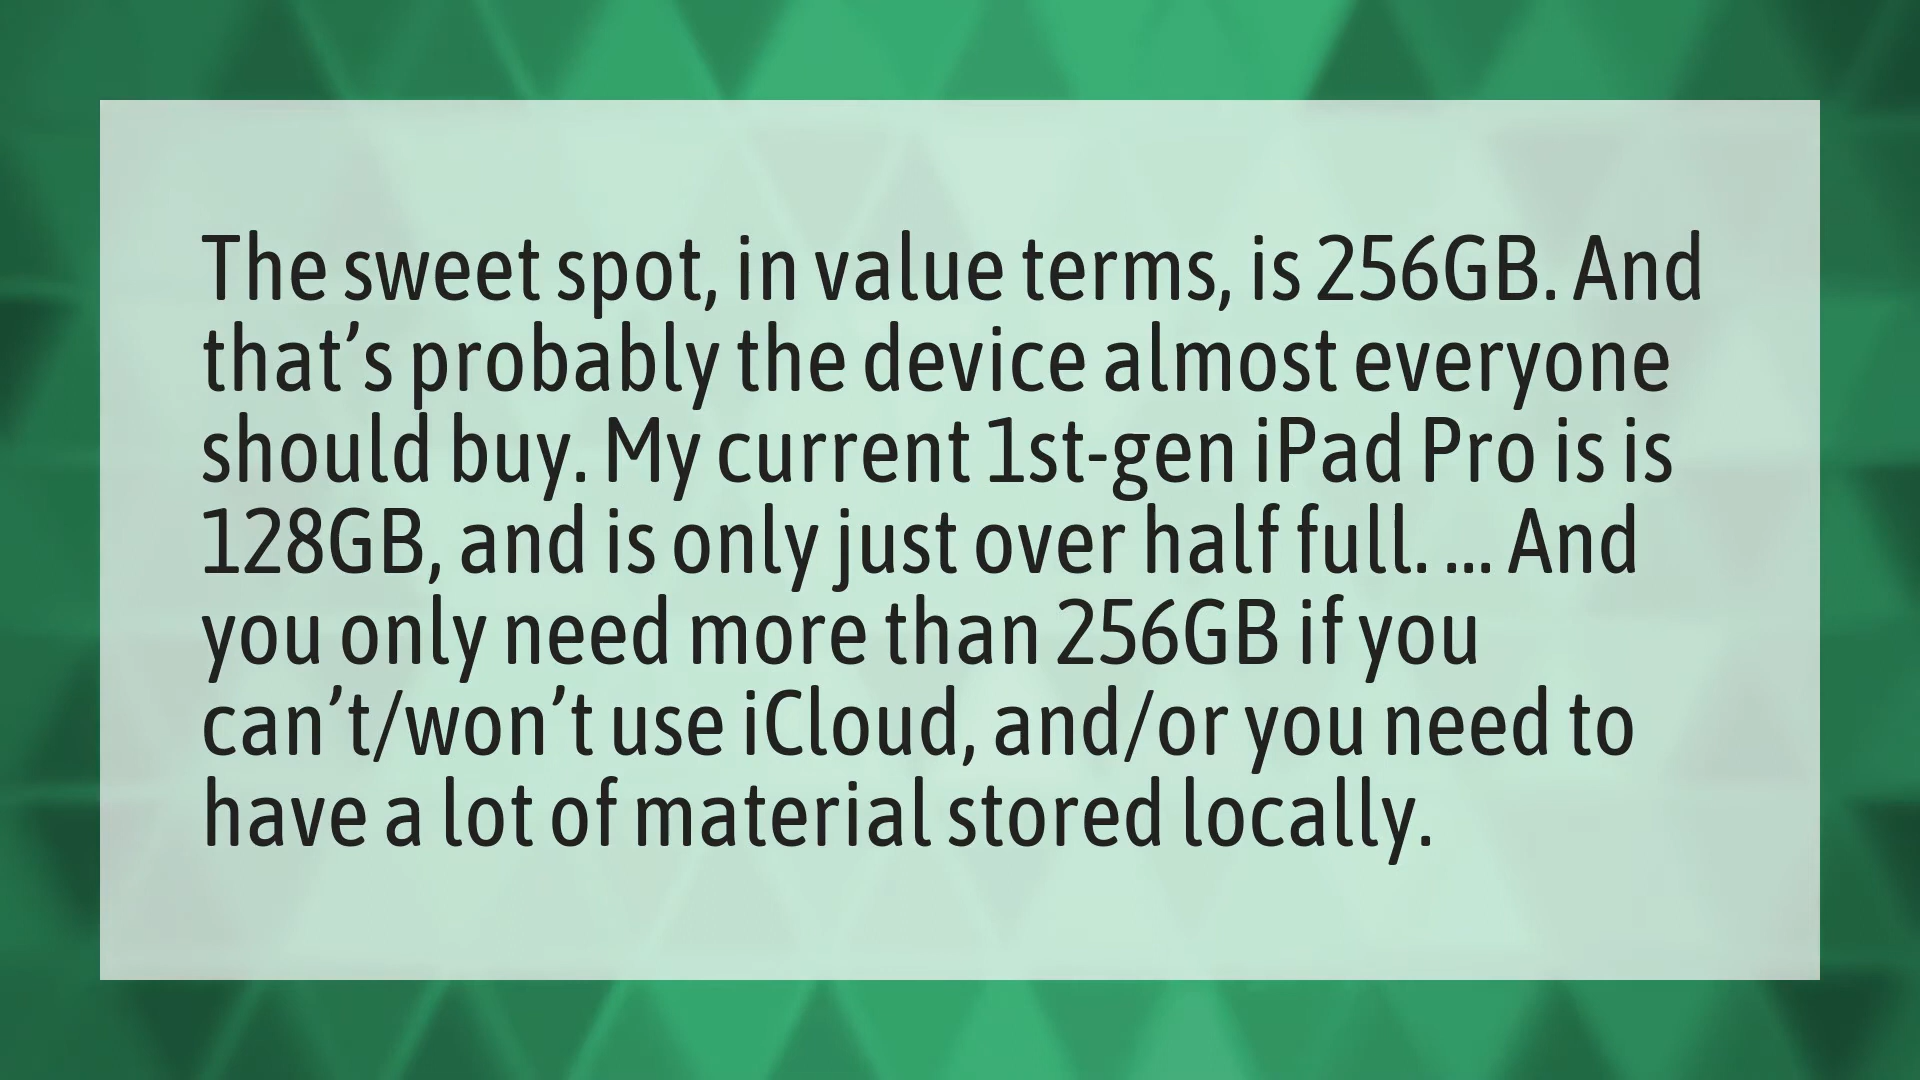 The sweet spot, in value terms, is 256GB. And
that’s probably the device almost everyone
should buy. My current 1st-gen iPad Pro is is
128GB, and is only just over half full. ... And
you only need more than 256GB if you
can’t/won’t use iCloud, and/or you need to
have a lot of material stored locally.